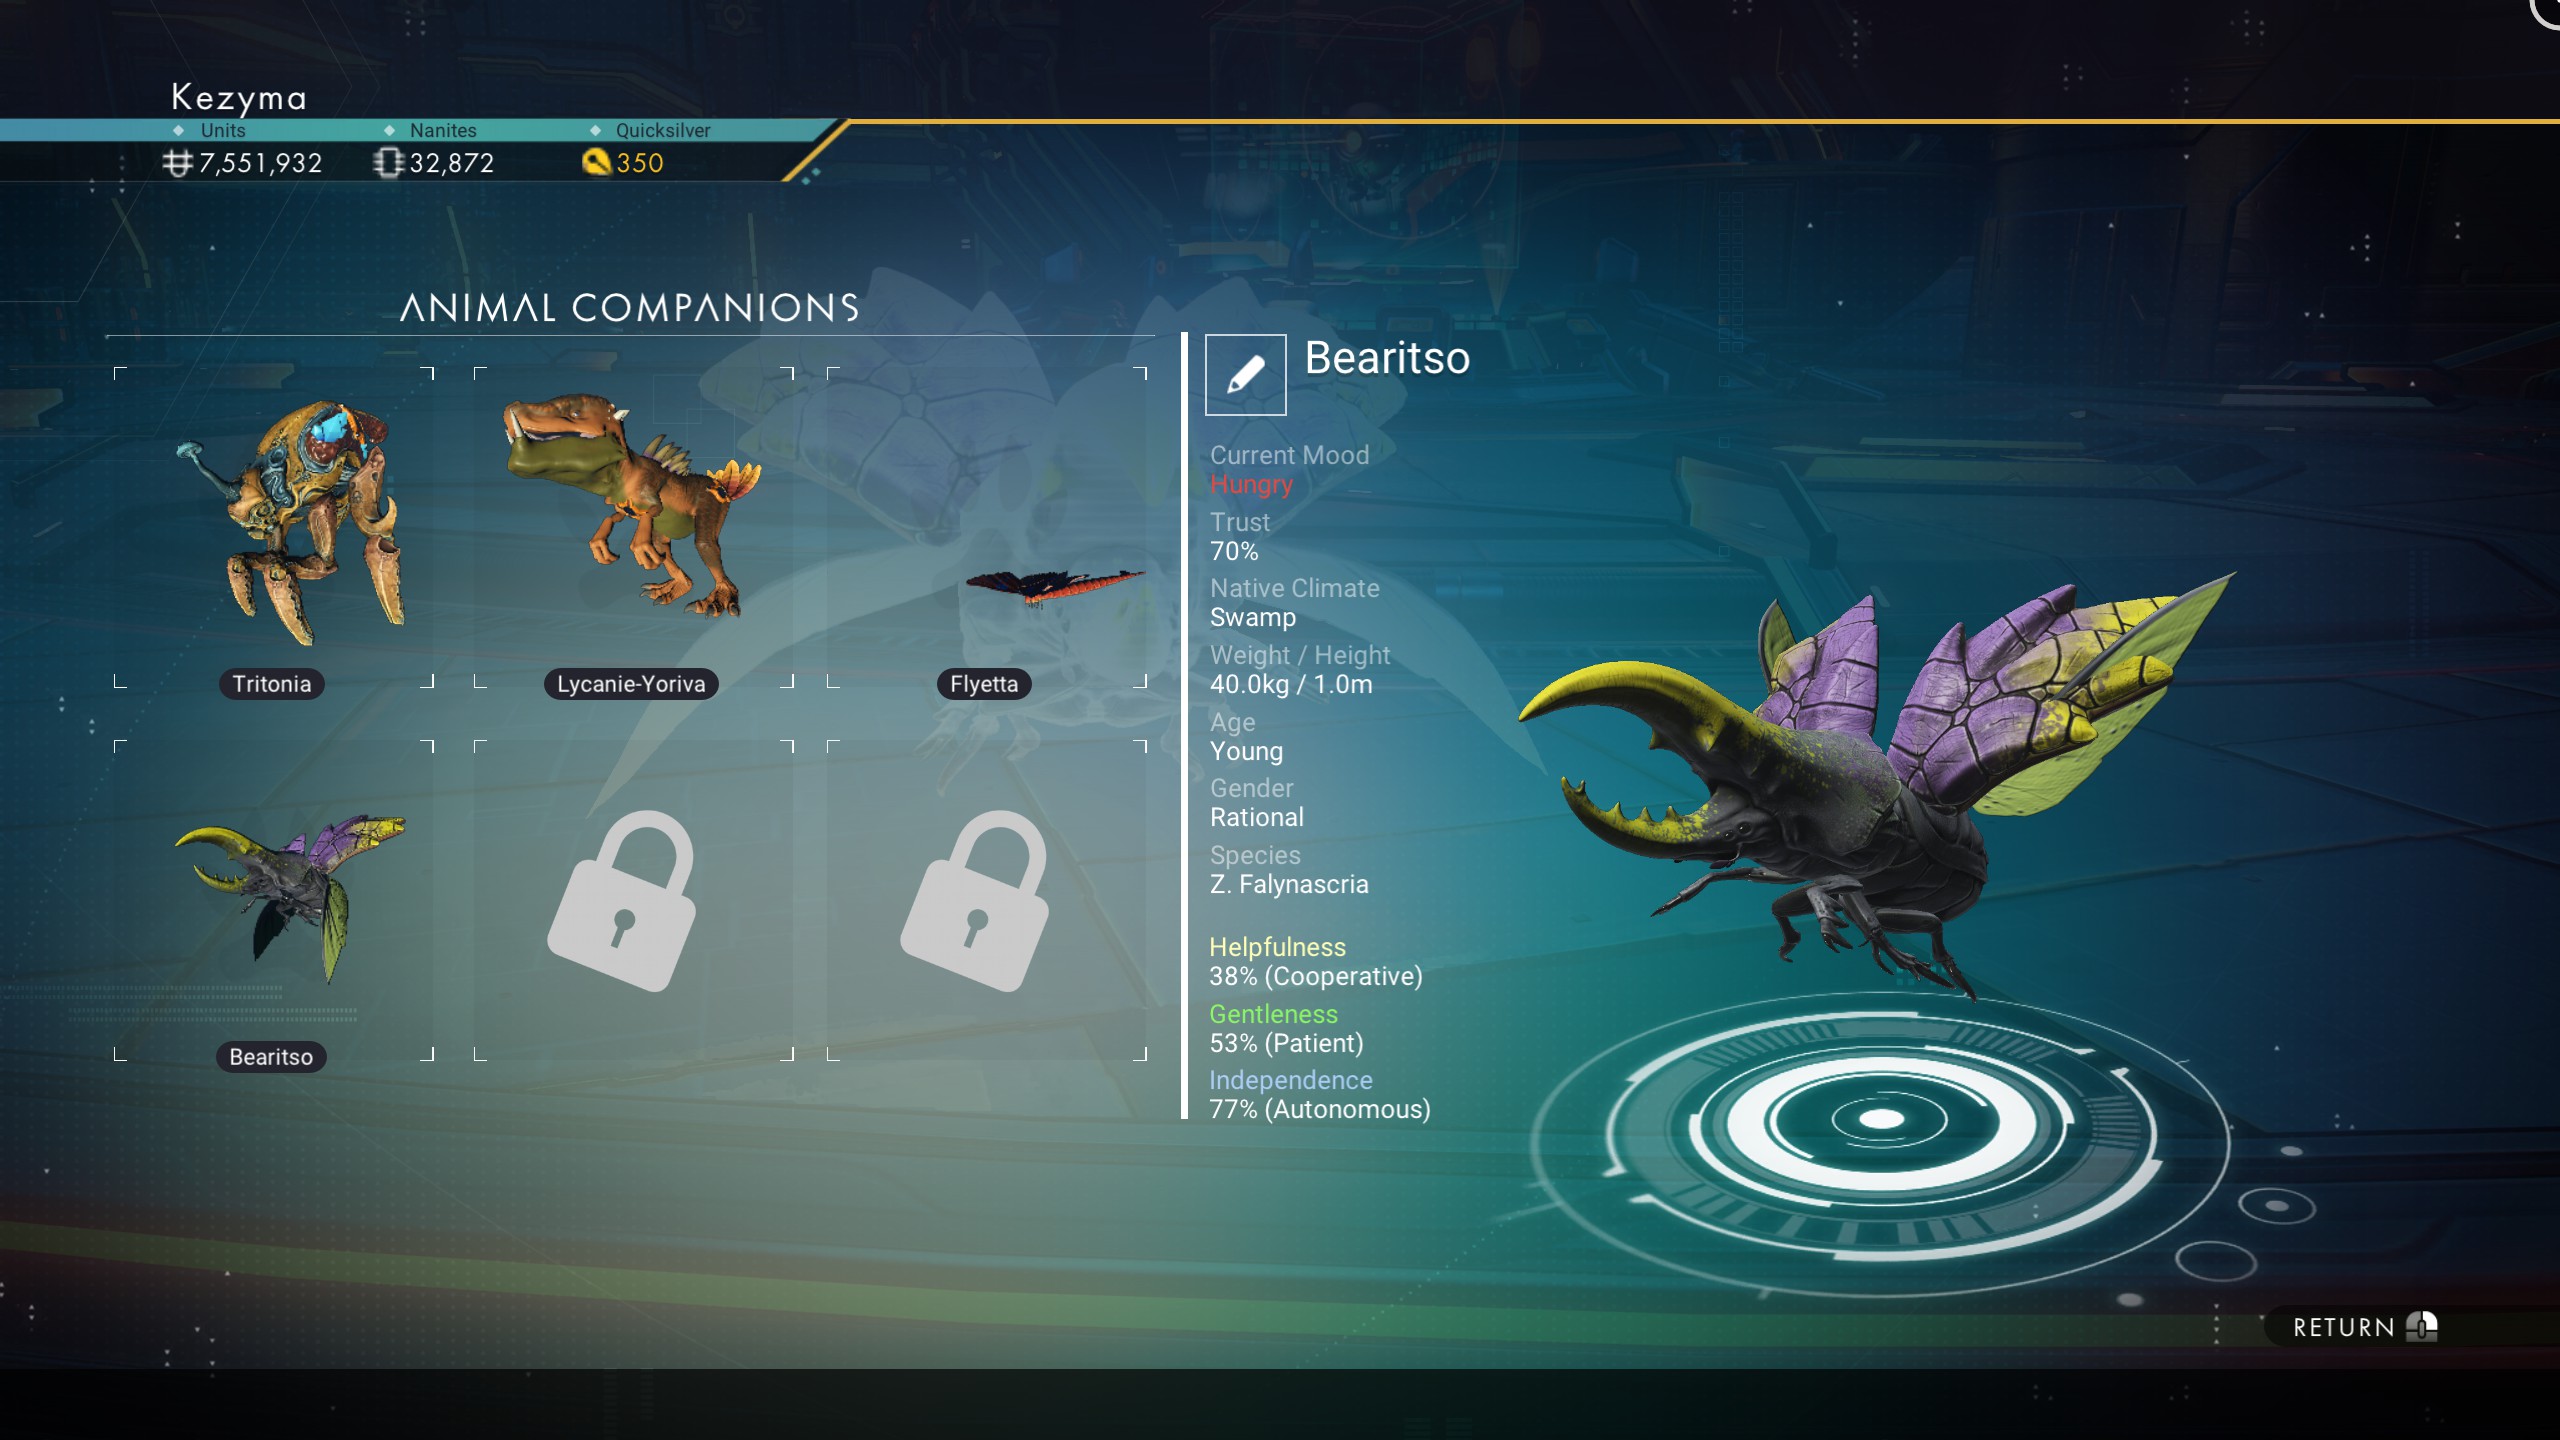 Kezyma
Units Nanites Quicksilver
7,551,932 32,872 350
ANIMAL COMPANIONS
Tritonia
Lycanie-Yoriva
Flyetta
Bearitso
Bearitso
Current Mood
Hungry
Trust
70%
Native Climate
Swamp
Weight / Height
40.0kg / 1.0m
Age
Young
Gender
Rational
Species
Z. Falynascria
Helpfulness
38% (Cooperative)
Gentleness
53% (Patient)
Independence
77% (Autonomous)
RETURN